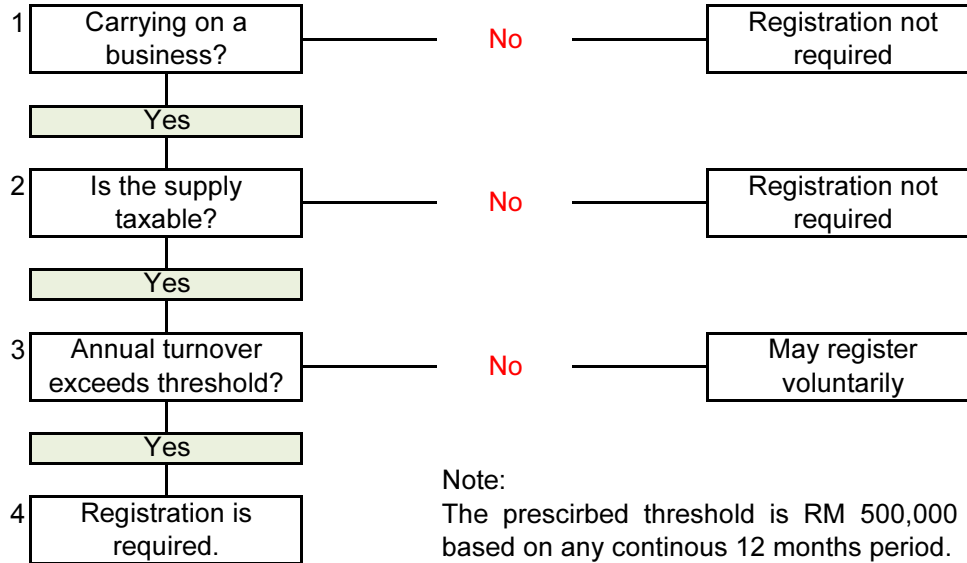 1
Carrying on a
business?
No
Registration not
required
Yes
2
Is the supply
taxable?
No
Registration not
required
Yes
3
Annual turnover
exceeds threshold?
No
May register
voluntarily
Yes
4
Registration is
required.
Note:
The prescirbed threshold is RM 500,000
based on any continous 12 months period.